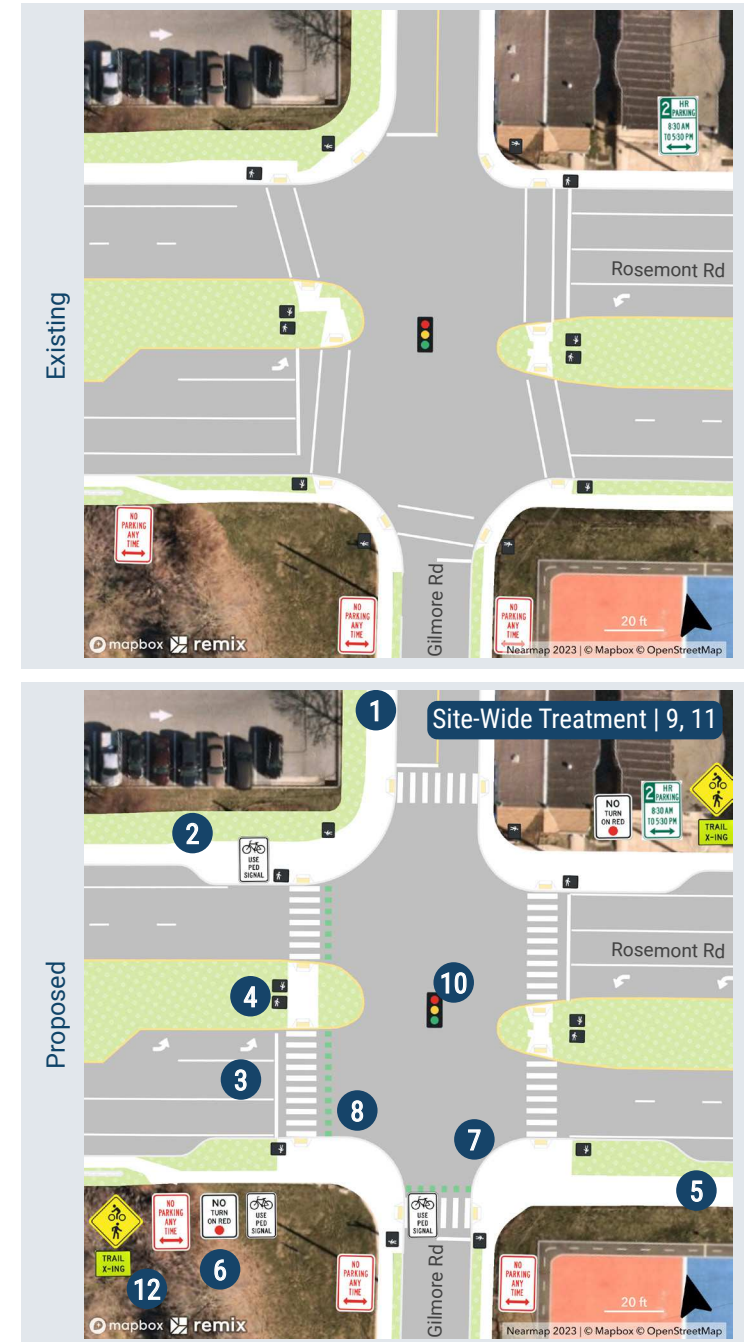 Existing
2 HR
PARKING
8:30 AM
TO 5:30 PM
Rosemont Rd
NO
PARKING
ANY
TIME
NO
PARKING
ANY
TIME
Gilmore Rd
NO
PARKING
ANY
TIME
20 ft
mapbox remix
Nearmap 2023 | © Mapbox © OpenStreetMap
Proposed
1
Site-Wide Treatment | 9, 11
2
USE
PED
SIGNAL
NO
TURN
ON RED
2 HR
PARKING
8:30 AM
TO 5:30 PM
TRAIL
X-ING
Rosemont Rd
4
10
3
8
7
5
TRAIL
X-ING
12
NO
PARKING
ANY
TIME
NO
TURN
ON RED
6
USE
PED
SIGNAL
USE
PED
SIGNAL
NO
PARKING
ANY
TIME
Gilmore Rd
NO
PARKING
ANY
TIME
20 ft
mapbox remix
Nearmap 2023 | © Mapbox © OpenStreetMap